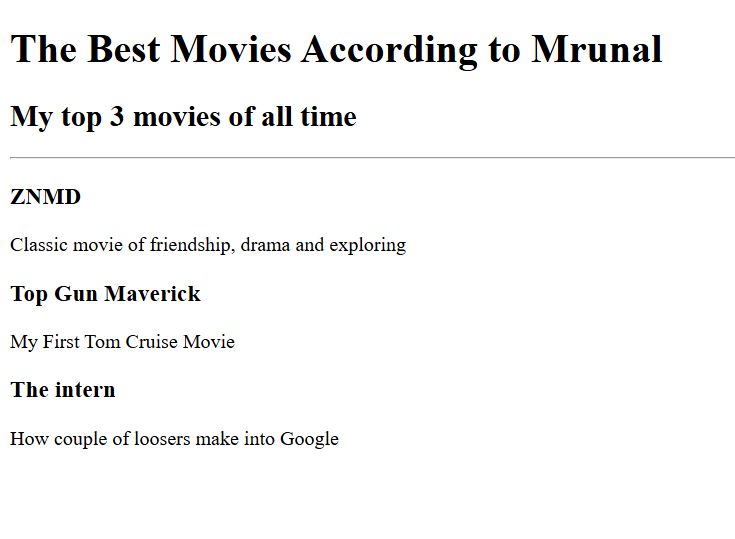 The Best Movies According to Mrunal
My top 3 movies of all time
ZNMD
Classic movie of friendship, drama and exploring
Top Gun Maverick
My First Tom Cruise Movie
The intern
How couple of loosers make into Google